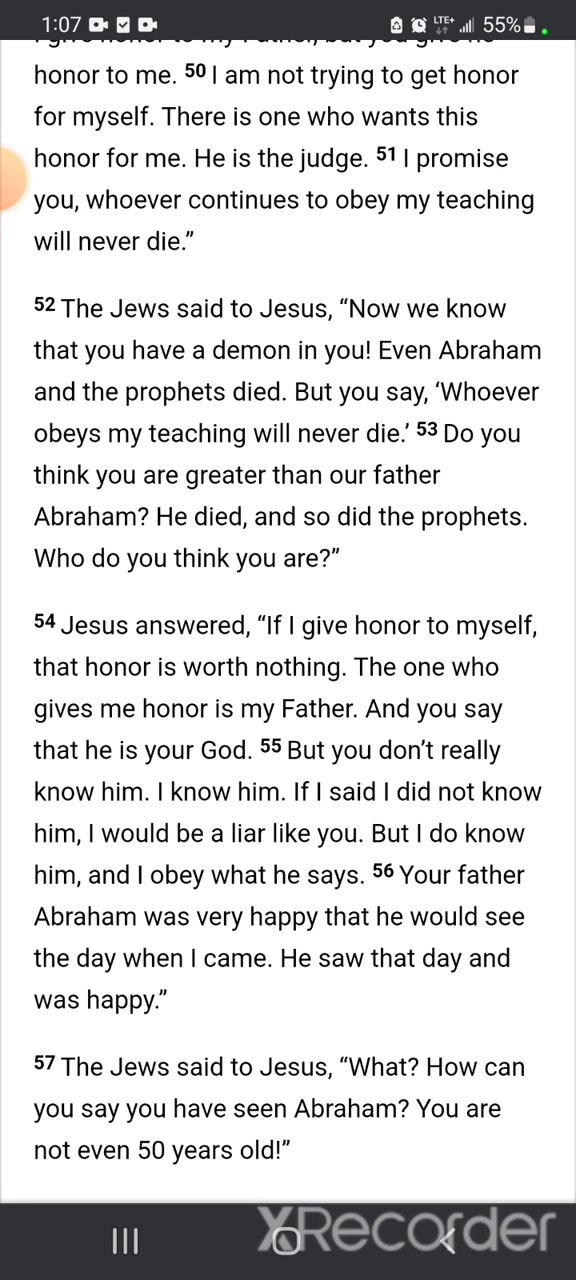 1:07 LTE+ 55%
honor to me. 50 I am not trying to get honor
for myself. There is one who wants this
honor for me. He is the judge. 51 I promise
you, whoever continues to obey my teaching
will never die.”
52 The Jews said to Jesus, “Now we know
that you have a demon in you! Even Abraham
and the prophets died. But you say, ‘Whoever
obeys my teaching will never die.’ 53 Do you
think you are greater than our father
Abraham? He died, and so did the prophets.
Who do you think you are?”
54 Jesus answered, “If I give honor to myself,
that honor is worth nothing. The one who
gives me honor is my Father. And you say
that he is your God. 55 But you don’t really
know him. I know him. If I said I did not know
him, I would be a liar like you. But I do know
him, and I obey what he says. 56 Your father
Abraham was very happy that he would see
the day when I came. He saw that day and
was happy.”
57 The Jews said to Jesus, “What? How can
you say you have seen Abraham? You are
not even 50 years old!”
XRecorder